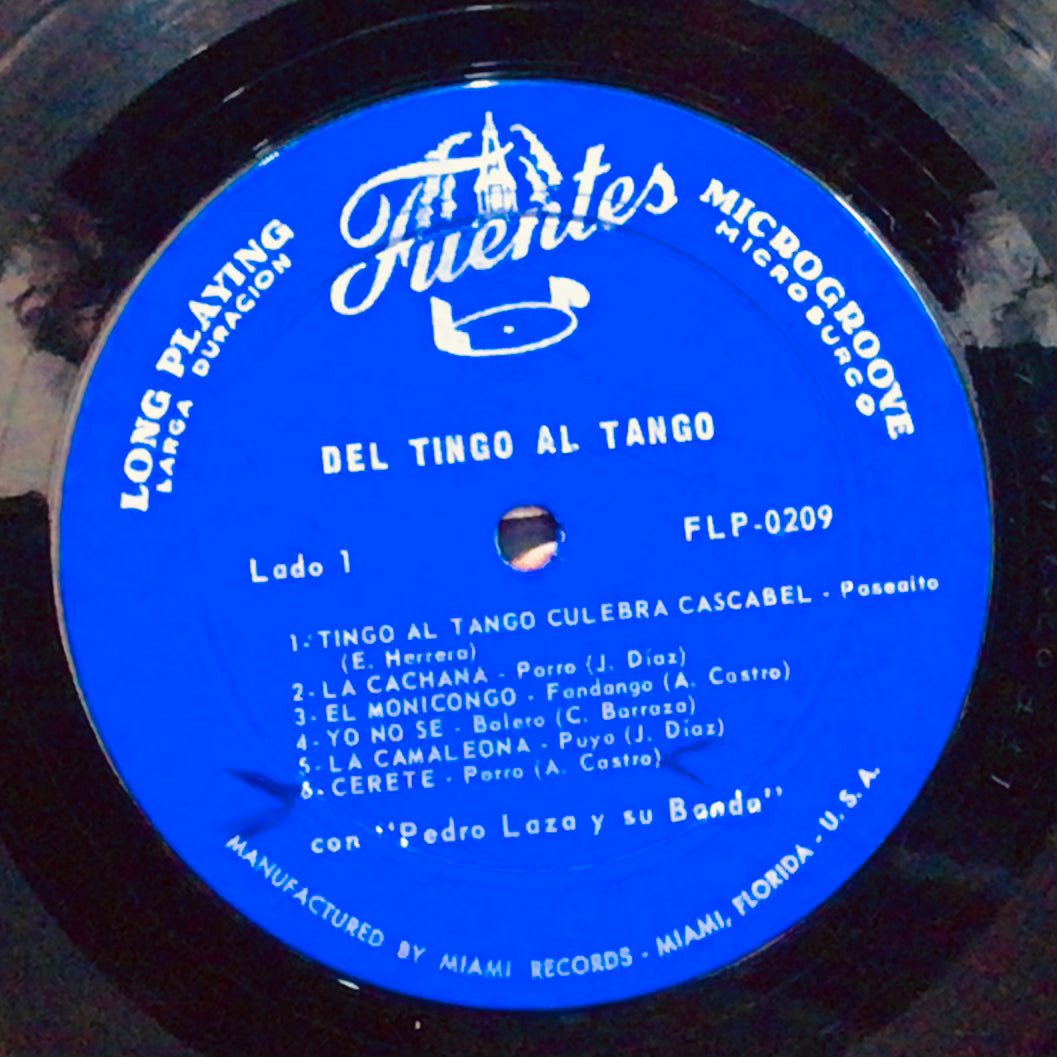 Fuentes
LONG PLAYING
LARGA DURACION
MICROGROOVE
MICROSURCO
DEL TINGO AL TANGO
Lado 1
FLP-0209
1-TINGO AL TANGO CULEBRA CASCABEL - Paseaito
(E. Herrera)
2-LA CACHANA - Porro (J. Díaz)
3-EL MONICONGO - Fandango (A. Castro)
4-YO NO SE - Bolero (C. Barraza)
5-LA CAMALEONA - Puya (J. Díaz)
6-CERETE - Porro (A. Castro)
con "Pedro Laza y su Banda"
MANUFACTURED BY MIAMI RECORDS - MIAMI, FLORIDA - U. S. A.